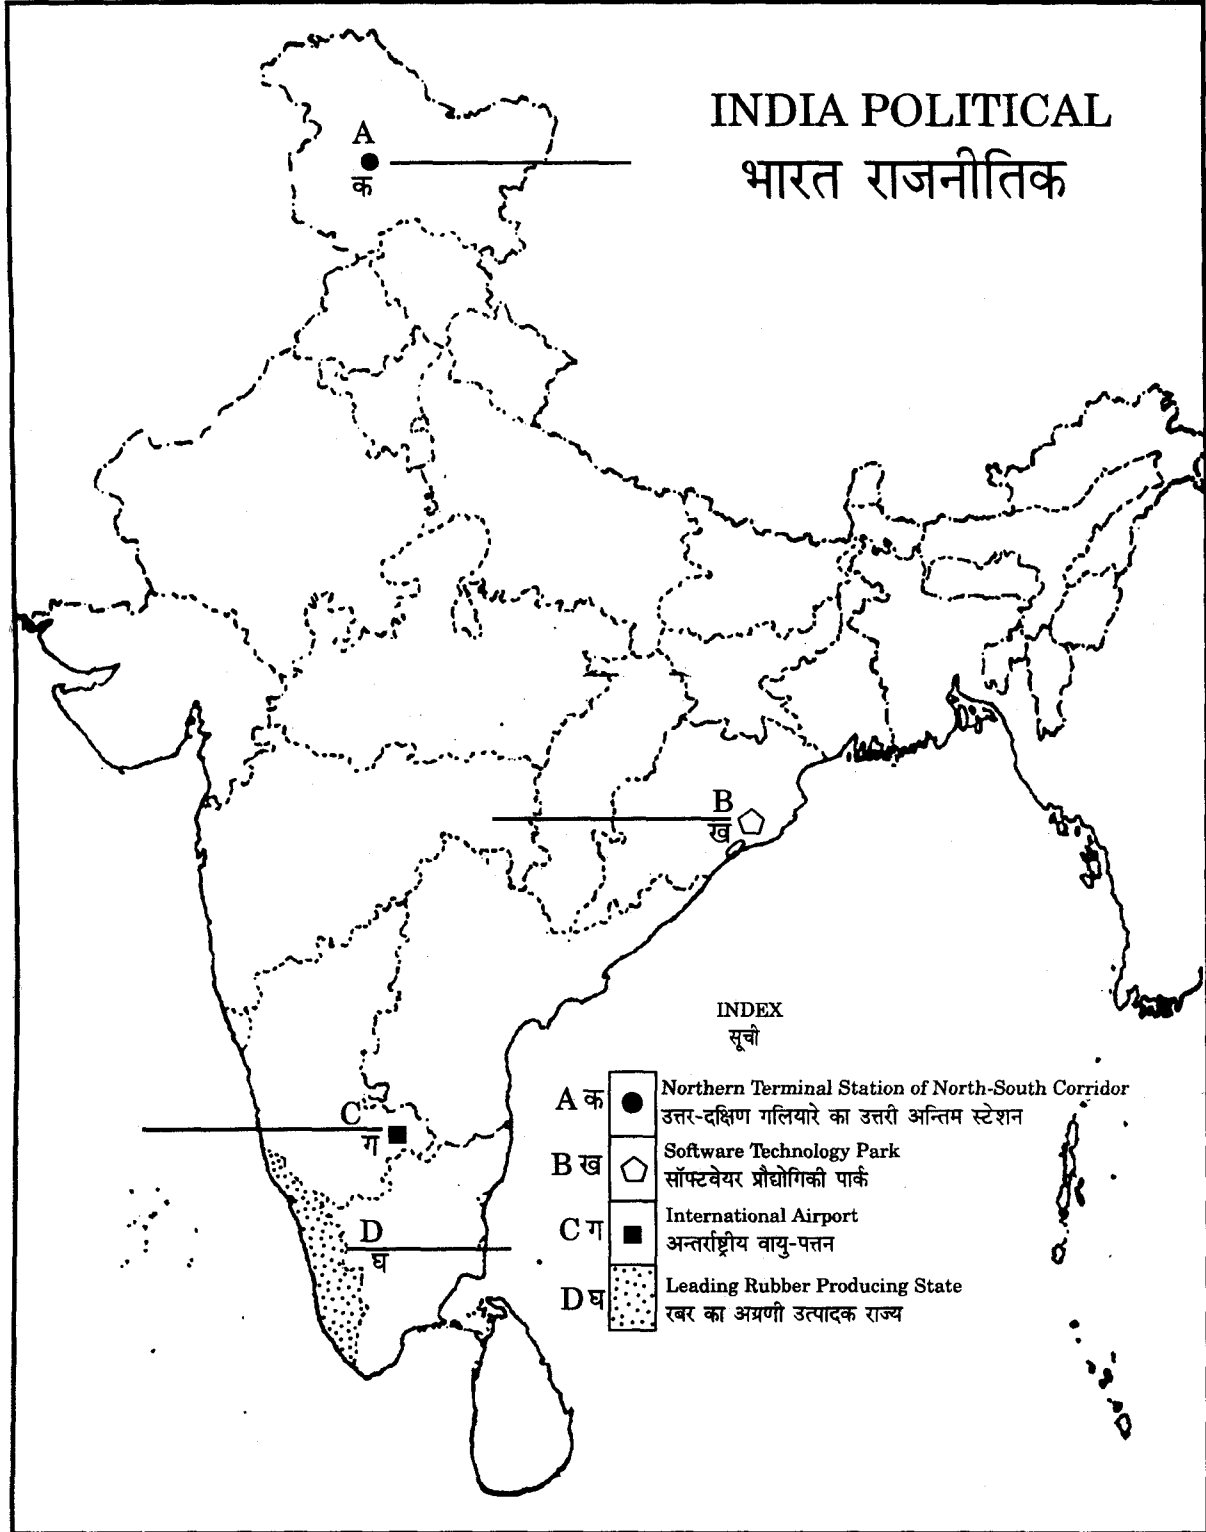 INDIA POLITICAL
भारत राजनीतिक
A
क
B
ख
C
ग
D
घ
INDEX
सूची
A क Northern Terminal Station of North-South Corridor
उत्तर-दक्षिण गलियारे का उत्तरी अन्तिम स्टेशन
B ख Software Technology Park
सॉफ्टवेयर प्रौद्योगिकी पार्क
C ग International Airport
अन्तर्राष्ट्रीय वायु-पत्तन
D घ Leading Rubber Producing State
रबर का अग्रणी उत्पादक राज्य